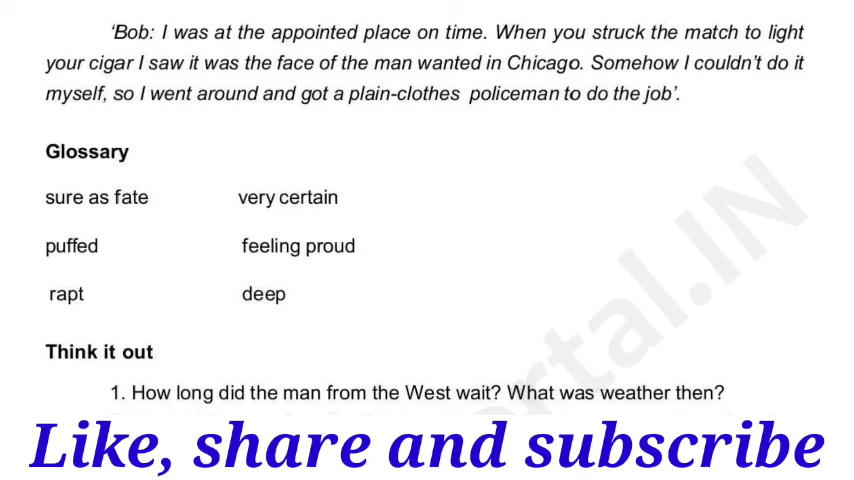 ‘Bob: I was at the appointed place on time. When you struck the match to light
your cigar I saw it was the face of the man wanted in Chicago. Somehow I couldn’t do it
myself, so I went around and got a plain-clothes policeman to do the job’.
Glossary
sure as fate very certain
puffed feeling proud
rapt deep
Think it out
1. How long did the man from the West wait? What was weather then?
Like, share and subscribe